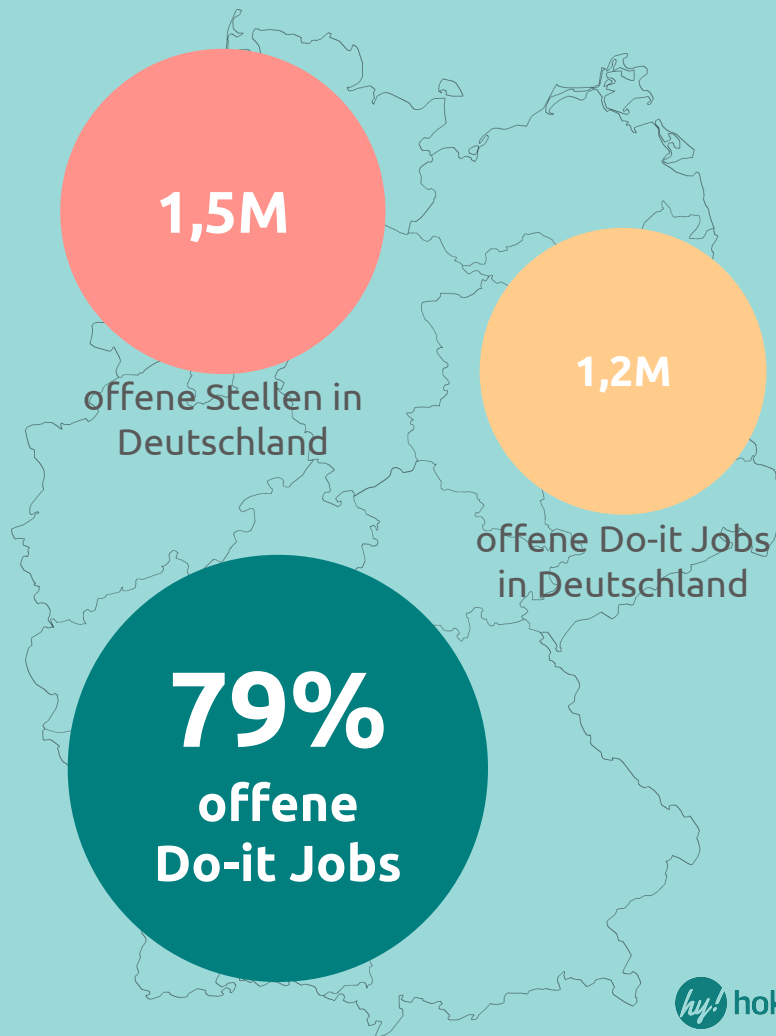 1,5M
offene Stellen in
Deutschland
1,2M
offene Do-it Jobs
in Deutschland
79%
offene
Do-it Jobs
hy! hok